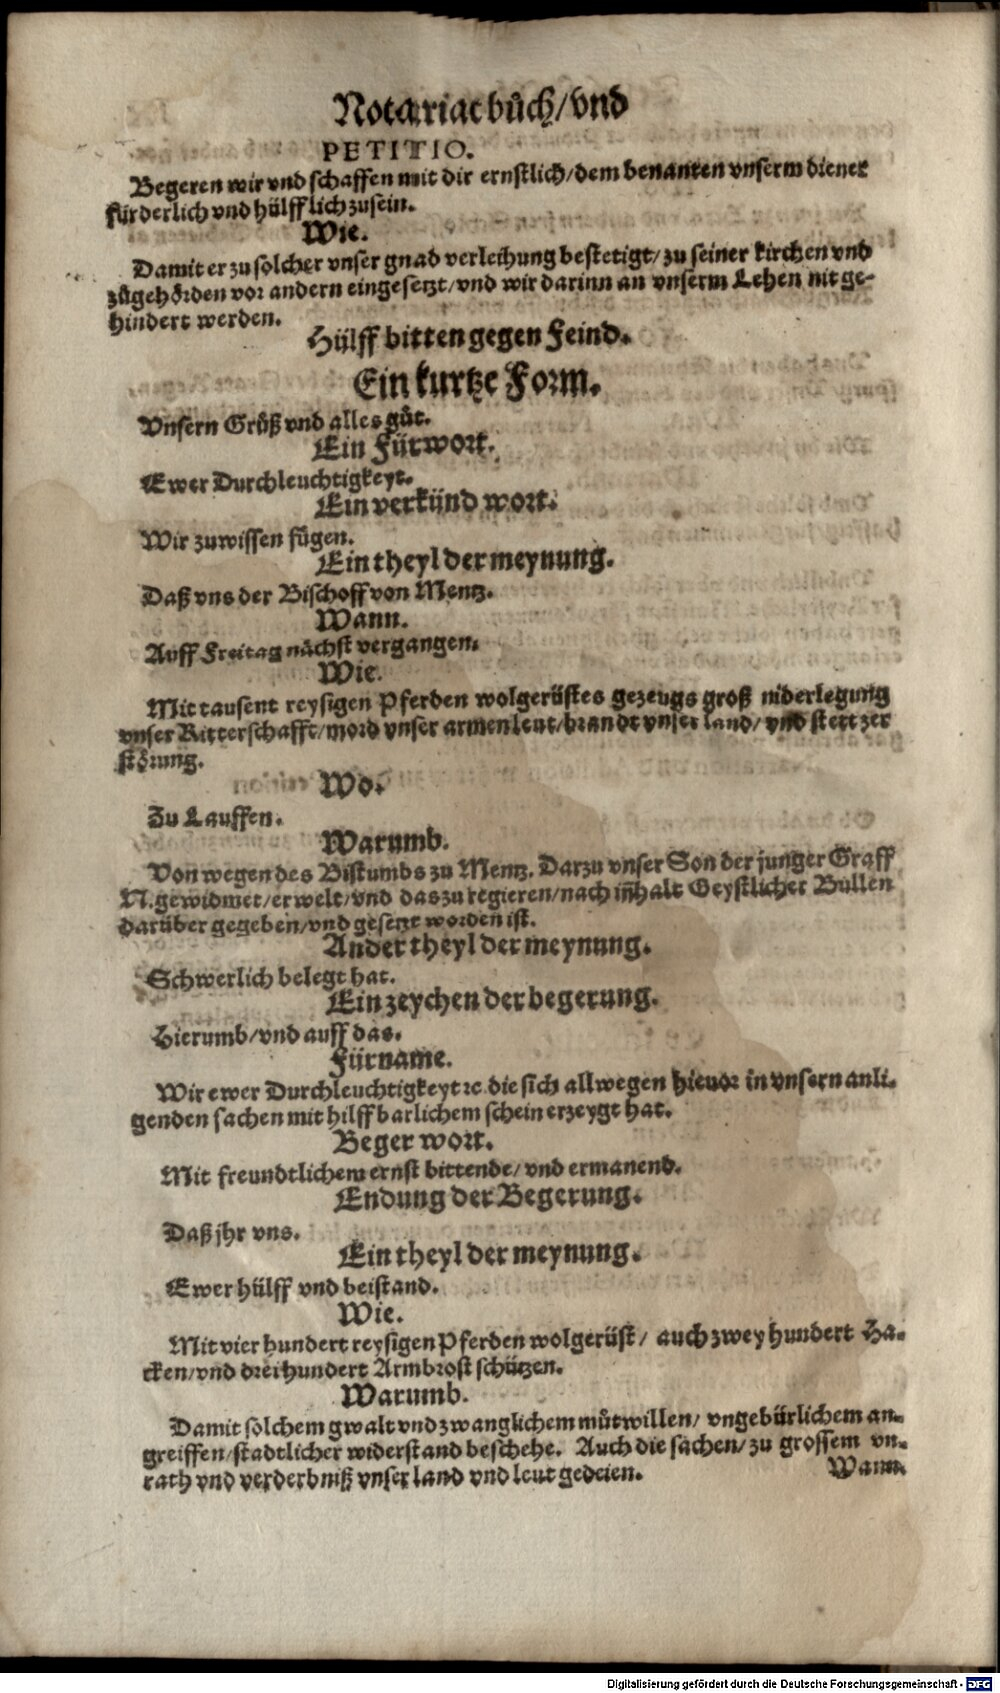 Notariat bůch/ vnd
PETITIO.
Begeren wir vnd schaffen mit dir ernstlich/ dem benanten vnserm diener
fürderlich vnd hülfflich zusein.
Wie.
Damit er zu solcher vnser gnad verleihung bestetigt/ zu seiner kirchen vnd
zůgehörden vor andern eingesetzt/ vnd wir darinn an vnserm Lehen nit ge-
hindert werden.
Hülff bitten gegen Feind.
Ein kurtze Form.
Vnsern Grůß vnd alles gůt.
Ein Fürwort.
Ewer Durchleuchtigkeyt.
Ein verkünd wort.
Wir zuwissen fůgen.
Ein theyl der meynung.
Daß vns der Bischoff von Mentz.
Wann.
Auff Freitag nächst vergangen.
Wie.
Mit tausent reysigen Pferden wolgerüstes gezeugs groß niderlegung
vnser Ritterschafft/ mord vnser armen leut/ brandt vnser land/ vnd stett zer
störung.
Wo.
Zu Lauffen.
Warumb.
Von wegen des Bistumbs zu Mentz. Darzu vnser Son der junger Graff
N. gewidmet/ erwelt/ vnd das zu regieren/ nach innhalt Geystlicher Bullen
darüber gegeben/ vnd gesetzt worden ist.
Ander theyl der meynung.
Schwerlich belegt hat.
Ein zeychen der begerung.
Hierumb/ vnd auff das.
Fürname.
Wir ewer Durchleuchtigkeyt ꝛc. die sich allwegen hieuor in vnsern anli-
genden sachen mit hilffbarlichem schein erzeygt hat.
Beger wort.
Mit freundtlichem ernst bittende/ vnd ermanend.
Endung der Begerung.
Daß jhr vns.
Ein theyl der meynung.
Ewer hülff vnd beistand.
Wie.
Mit vier hundert reysigen Pferden wolgerüst/ auch zwey hundert Ha-
cken/ vnd drei hundert Armbrost schützen.
Warumb.
Damit solchem gwalt vnd zwanglichem můtwillen/ vngebürlichem an-
greiffen/ stadtlicher widerstand beschehe. Auch die sachen/ zu grossem vn-
rath vnd verderbniß vnser land vnd leut gedeien.
Wann.
Digitalisierung gefördert durch die Deutsche Forschungsgemeinschaft - DFG